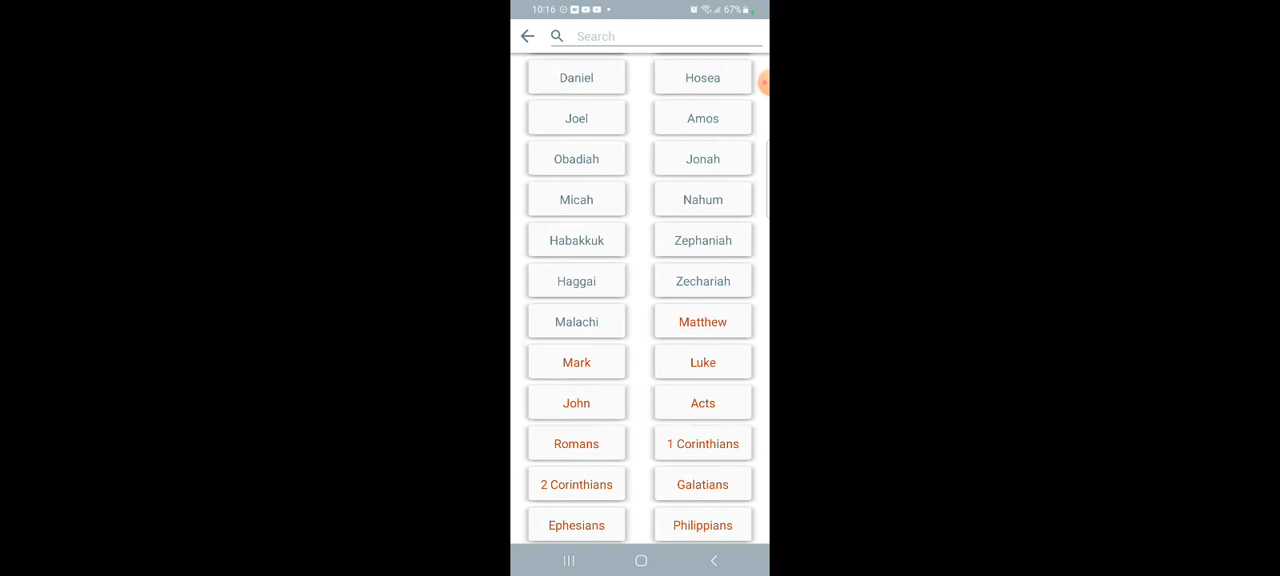 10:16 67%
Search
Daniel Hosea
Joel Amos
Obadiah Jonah
Micah Nahum
Habakkuk Zephaniah
Haggai Zechariah
Malachi Matthew
Mark Luke
John Acts
Romans 1 Corinthians
2 Corinthians Galatians
Ephesians Philippians